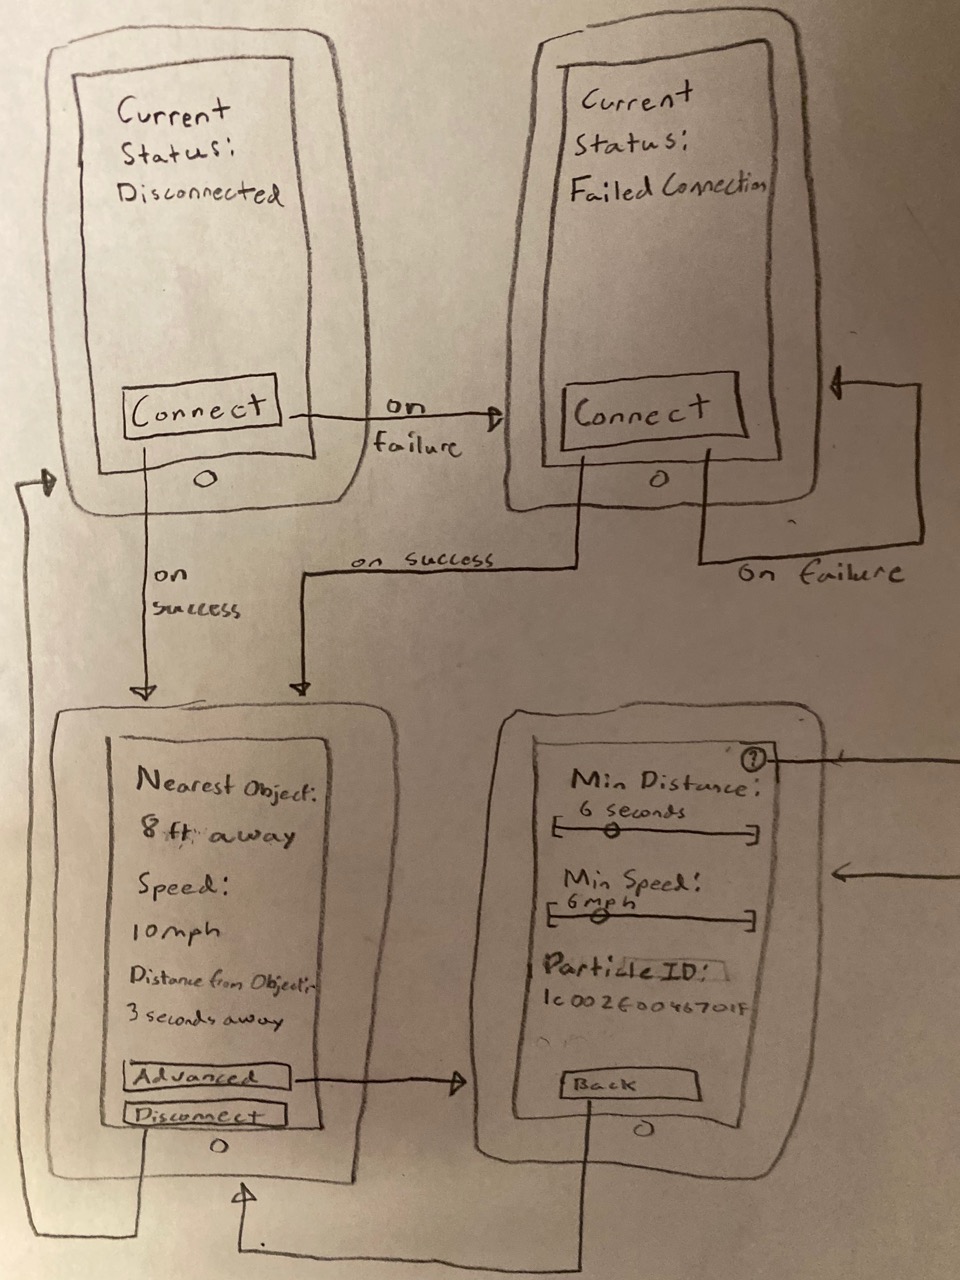 Current
Status:
Disconnected
Connect
on
failure
Current
Status:
Failed Connection
Connect
on
success
on success
on failure
Nearest Object:
8 ft away
Speed:
10mph
Distance from Object:
3 seconds away
Advanced
Disconnect
?
Min Distance:
6 seconds
Min Speed:
6mph
Particle ID:
Back